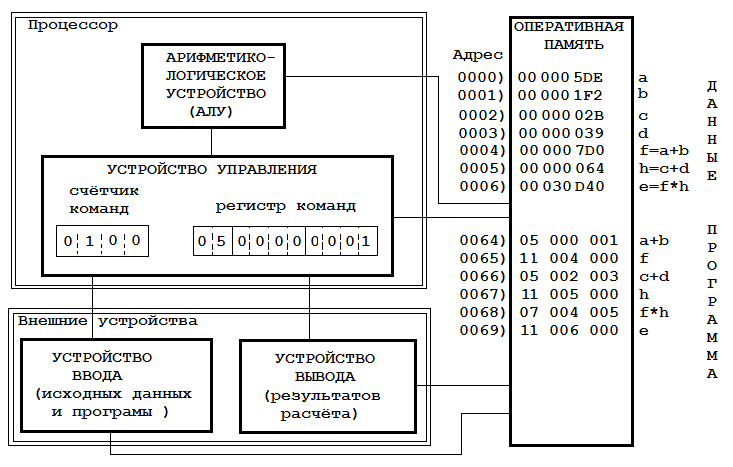 Процессор
АРИФМЕТИКО-
ЛОГИЧЕСКОЕ
УСТРОЙСТВО
(АЛУ)
УСТРОЙСТВО УПРАВЛЕНИЯ
счётчик
команд
регистр команд
0 1 0 0
0 5 0 0 0 0 0 0 0 1
Внешние устройства
УСТРОЙСТВО
ВВОДА
(исходных данных
и програмы )
УСТРОЙСТВО
ВЫВОДА
(результатов
расчёта)
ОПЕРАТИВНАЯ
ПАМЯТЬ
Адрес
0000) 00 000 5DE a
0001) 00 000 1F2 b
0002) 00 000 02B c
0003) 00 000 039 d
0004) 00 000 7D0 f=a+b
0005) 00 000 064 h=c+d
0006) 00 030 D40 e=f*h
ДАННЫЕ
0064) 05 000 001 a+b
0065) 11 004 000 f
0066) 05 002 003 c+d
0067) 11 005 000 h
0068) 07 004 005 f*h
0069) 11 006 000 e
ПРОГРАММА